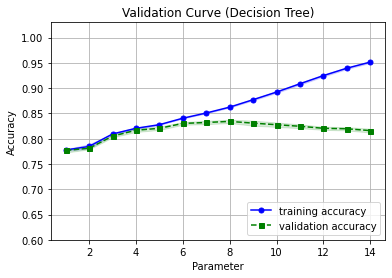 Validation Curve (Decision Tree)
1.00
0.95
0.90
0.85
0.80
0.75
0.70
0.65
0.60
Accuracy
2 4 6 8 10 12 14
Parameter
training accuracy
validation accuracy